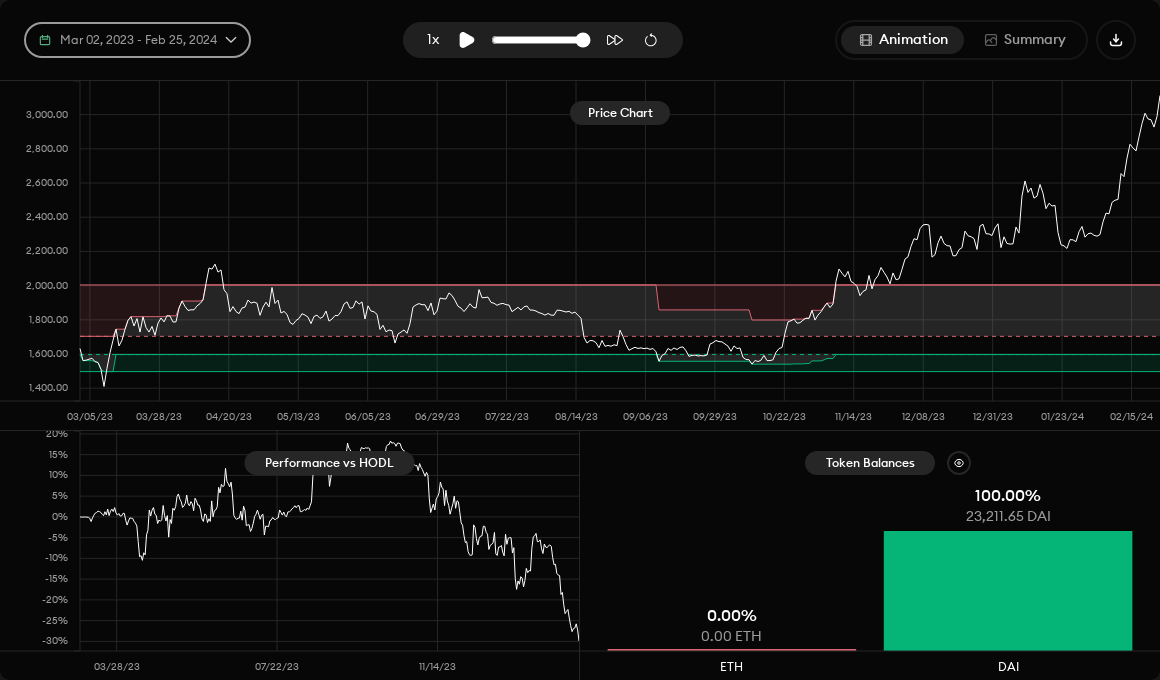 Mar 02, 2023 - Feb 25, 2024
1x
Animation
Summary
Price Chart
3,000.00
2,800.00
2,600.00
2,400.00
2,200.00
2,000.00
1,800.00
1,600.00
1,400.00
03/05/23 03/28/23 04/20/23 05/13/23 06/05/23 06/29/23 07/22/23 08/14/23 09/06/23 09/29/23 10/22/23 11/14/23 12/08/23 12/31/23 01/23/24 02/15/24
Performance vs HODL
20%
15%
10%
5%
0%
-5%
-10%
-15%
-20%
-25%
-30%
03/28/23 07/22/23 11/14/23
Token Balances
100.00%
23,211.65 DAI
0.00%
0.00 ETH
ETH DAI